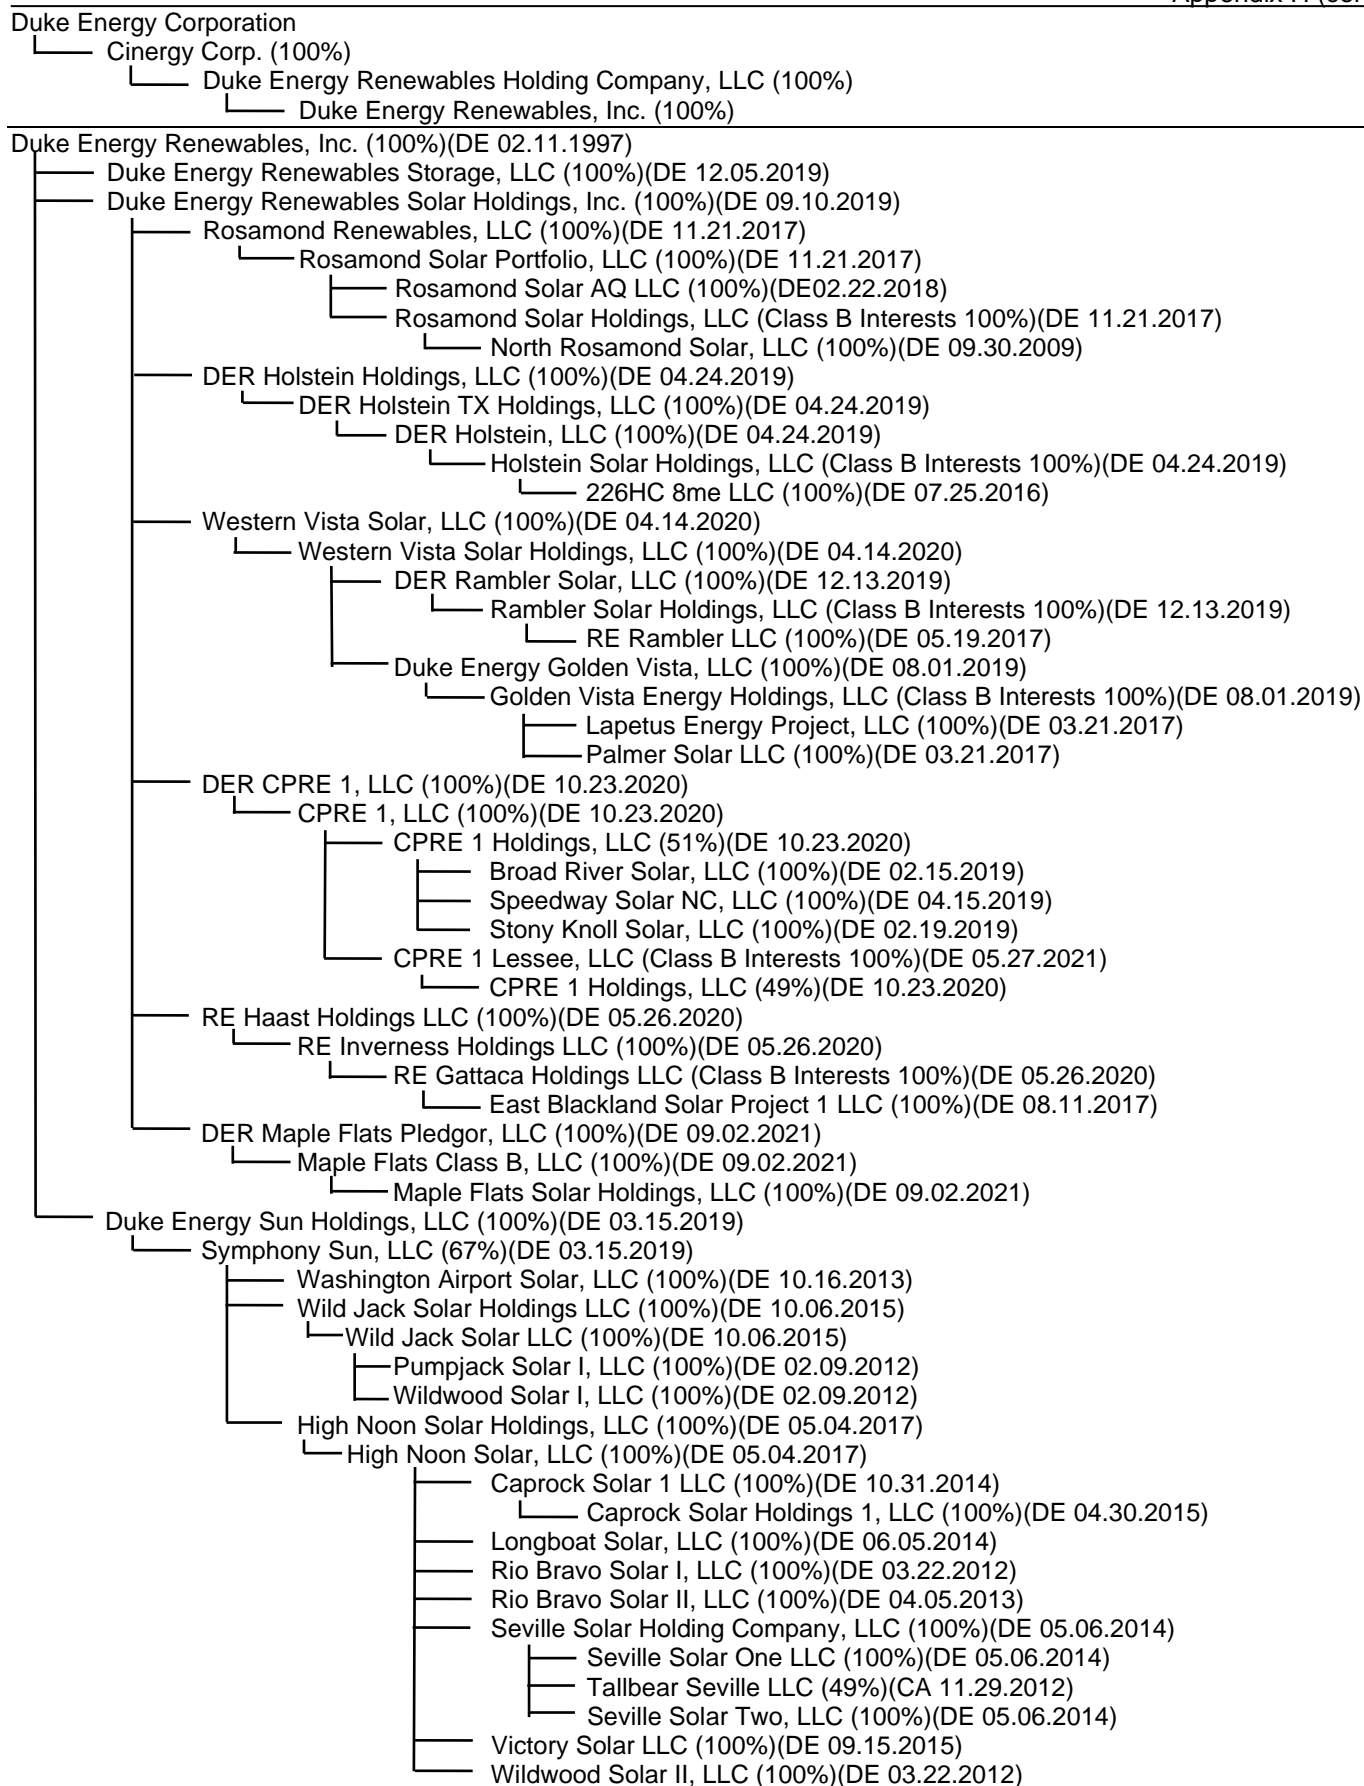 Duke Energy Corporation
Cinergy Corp. (100%)
Duke Energy Renewables Holding Company, LLC (100%)
Duke Energy Renewables, Inc. (100%)
Duke Energy Renewables, Inc. (100%)(DE 02.11.1997)
Duke Energy Renewables Storage, LLC (100%)(DE 12.05.2019)
Duke Energy Renewables Solar Holdings, Inc. (100%)(DE 09.10.2019)
Rosamond Renewables, LLC (100%)(DE 11.21.2017)
Rosamond Solar Portfolio, LLC (100%)(DE 11.21.2017)
Rosamond Solar AQ LLC (100%)(DE02.22.2018)
Rosamond Solar Holdings, LLC (Class B Interests 100%)(DE 11.21.2017)
North Rosamond Solar, LLC (100%)(DE 09.30.2009)
DER Holstein Holdings, LLC (100%)(DE 04.24.2019)
DER Holstein TX Holdings, LLC (100%)(DE 04.24.2019)
DER Holstein, LLC (100%)(DE 04.24.2019)
Holstein Solar Holdings, LLC (Class B Interests 100%)(DE 04.24.2019)
226HC 8me LLC (100%)(DE 07.25.2016)
Western Vista Solar, LLC (100%)(DE 04.14.2020)
Western Vista Solar Holdings, LLC (100%)(DE 04.14.2020)
DER Rambler Solar, LLC (100%)(DE 12.13.2019)
Rambler Solar Holdings, LLC (Class B Interests 100%)(DE 12.13.2019)
RE Rambler LLC (100%)(DE 05.19.2017)
Duke Energy Golden Vista, LLC (100%)(DE 08.01.2019)
Golden Vista Energy Holdings, LLC (Class B Interests 100%)(DE 08.01.2019)
Lapetus Energy Project, LLC (100%)(DE 03.21.2017)
Palmer Solar LLC (100%)(DE 03.21.2017)
DER CPRE 1, LLC (100%)(DE 10.23.2020)
CPRE 1, LLC (100%)(DE 10.23.2020)
CPRE 1 Holdings, LLC (51%)(DE 10.23.2020)
Broad River Solar, LLC (100%)(DE 02.15.2019)
Speedway Solar NC, LLC (100%)(DE 04.15.2019)
Stony Knoll Solar, LLC (100%)(DE 02.19.2019)
CPRE 1 Lessee, LLC (Class B Interests 100%)(DE 05.27.2021)
CPRE 1 Holdings, LLC (49%)(DE 10.23.2020)
RE Haast Holdings LLC (100%)(DE 05.26.2020)
RE Inverness Holdings LLC (100%)(DE 05.26.2020)
RE Gattaca Holdings LLC (Class B Interests 100%)(DE 05.26.2020)
East Blackland Solar Project 1 LLC (100%)(DE 08.11.2017)
DER Maple Flats Pledgor, LLC (100%)(DE 09.02.2021)
Maple Flats Class B, LLC (100%)(DE 09.02.2021)
Maple Flats Solar Holdings, LLC (100%)(DE 09.02.2021)
Duke Energy Sun Holdings, LLC (100%)(DE 03.15.2019)
Symphony Sun, LLC (67%)(DE 03.15.2019)
Washington Airport Solar, LLC (100%)(DE 10.16.2013)
Wild Jack Solar Holdings LLC (100%)(DE 10.06.2015)
Wild Jack Solar LLC (100%)(DE 10.06.2015)
Pumpjack Solar I, LLC (100%)(DE 02.09.2012)
Wildwood Solar I, LLC (100%)(DE 02.09.2012)
High Noon Solar Holdings, LLC (100%)(DE 05.04.2017)
High Noon Solar, LLC (100%)(DE 05.04.2017)
Caprock Solar 1 LLC (100%)(DE 10.31.2014)
Caprock Solar Holdings 1, LLC (100%)(DE 04.30.2015)
Longboat Solar, LLC (100%)(DE 06.05.2014)
Rio Bravo Solar I, LLC (100%)(DE 03.22.2012)
Rio Bravo Solar II, LLC (100%)(DE 04.05.2013)
Seville Solar Holding Company, LLC (100%)(DE 05.06.2014)
Seville Solar One LLC (100%)(DE 05.06.2014)
Tallbear Seville LLC (49%)(CA 11.29.2012)
Seville Solar Two, LLC (100%)(DE 05.06.2014)
Victory Solar LLC (100%)(DE 09.15.2015)
Wildwood Solar II, LLC (100%)(DE 03.22.2012)